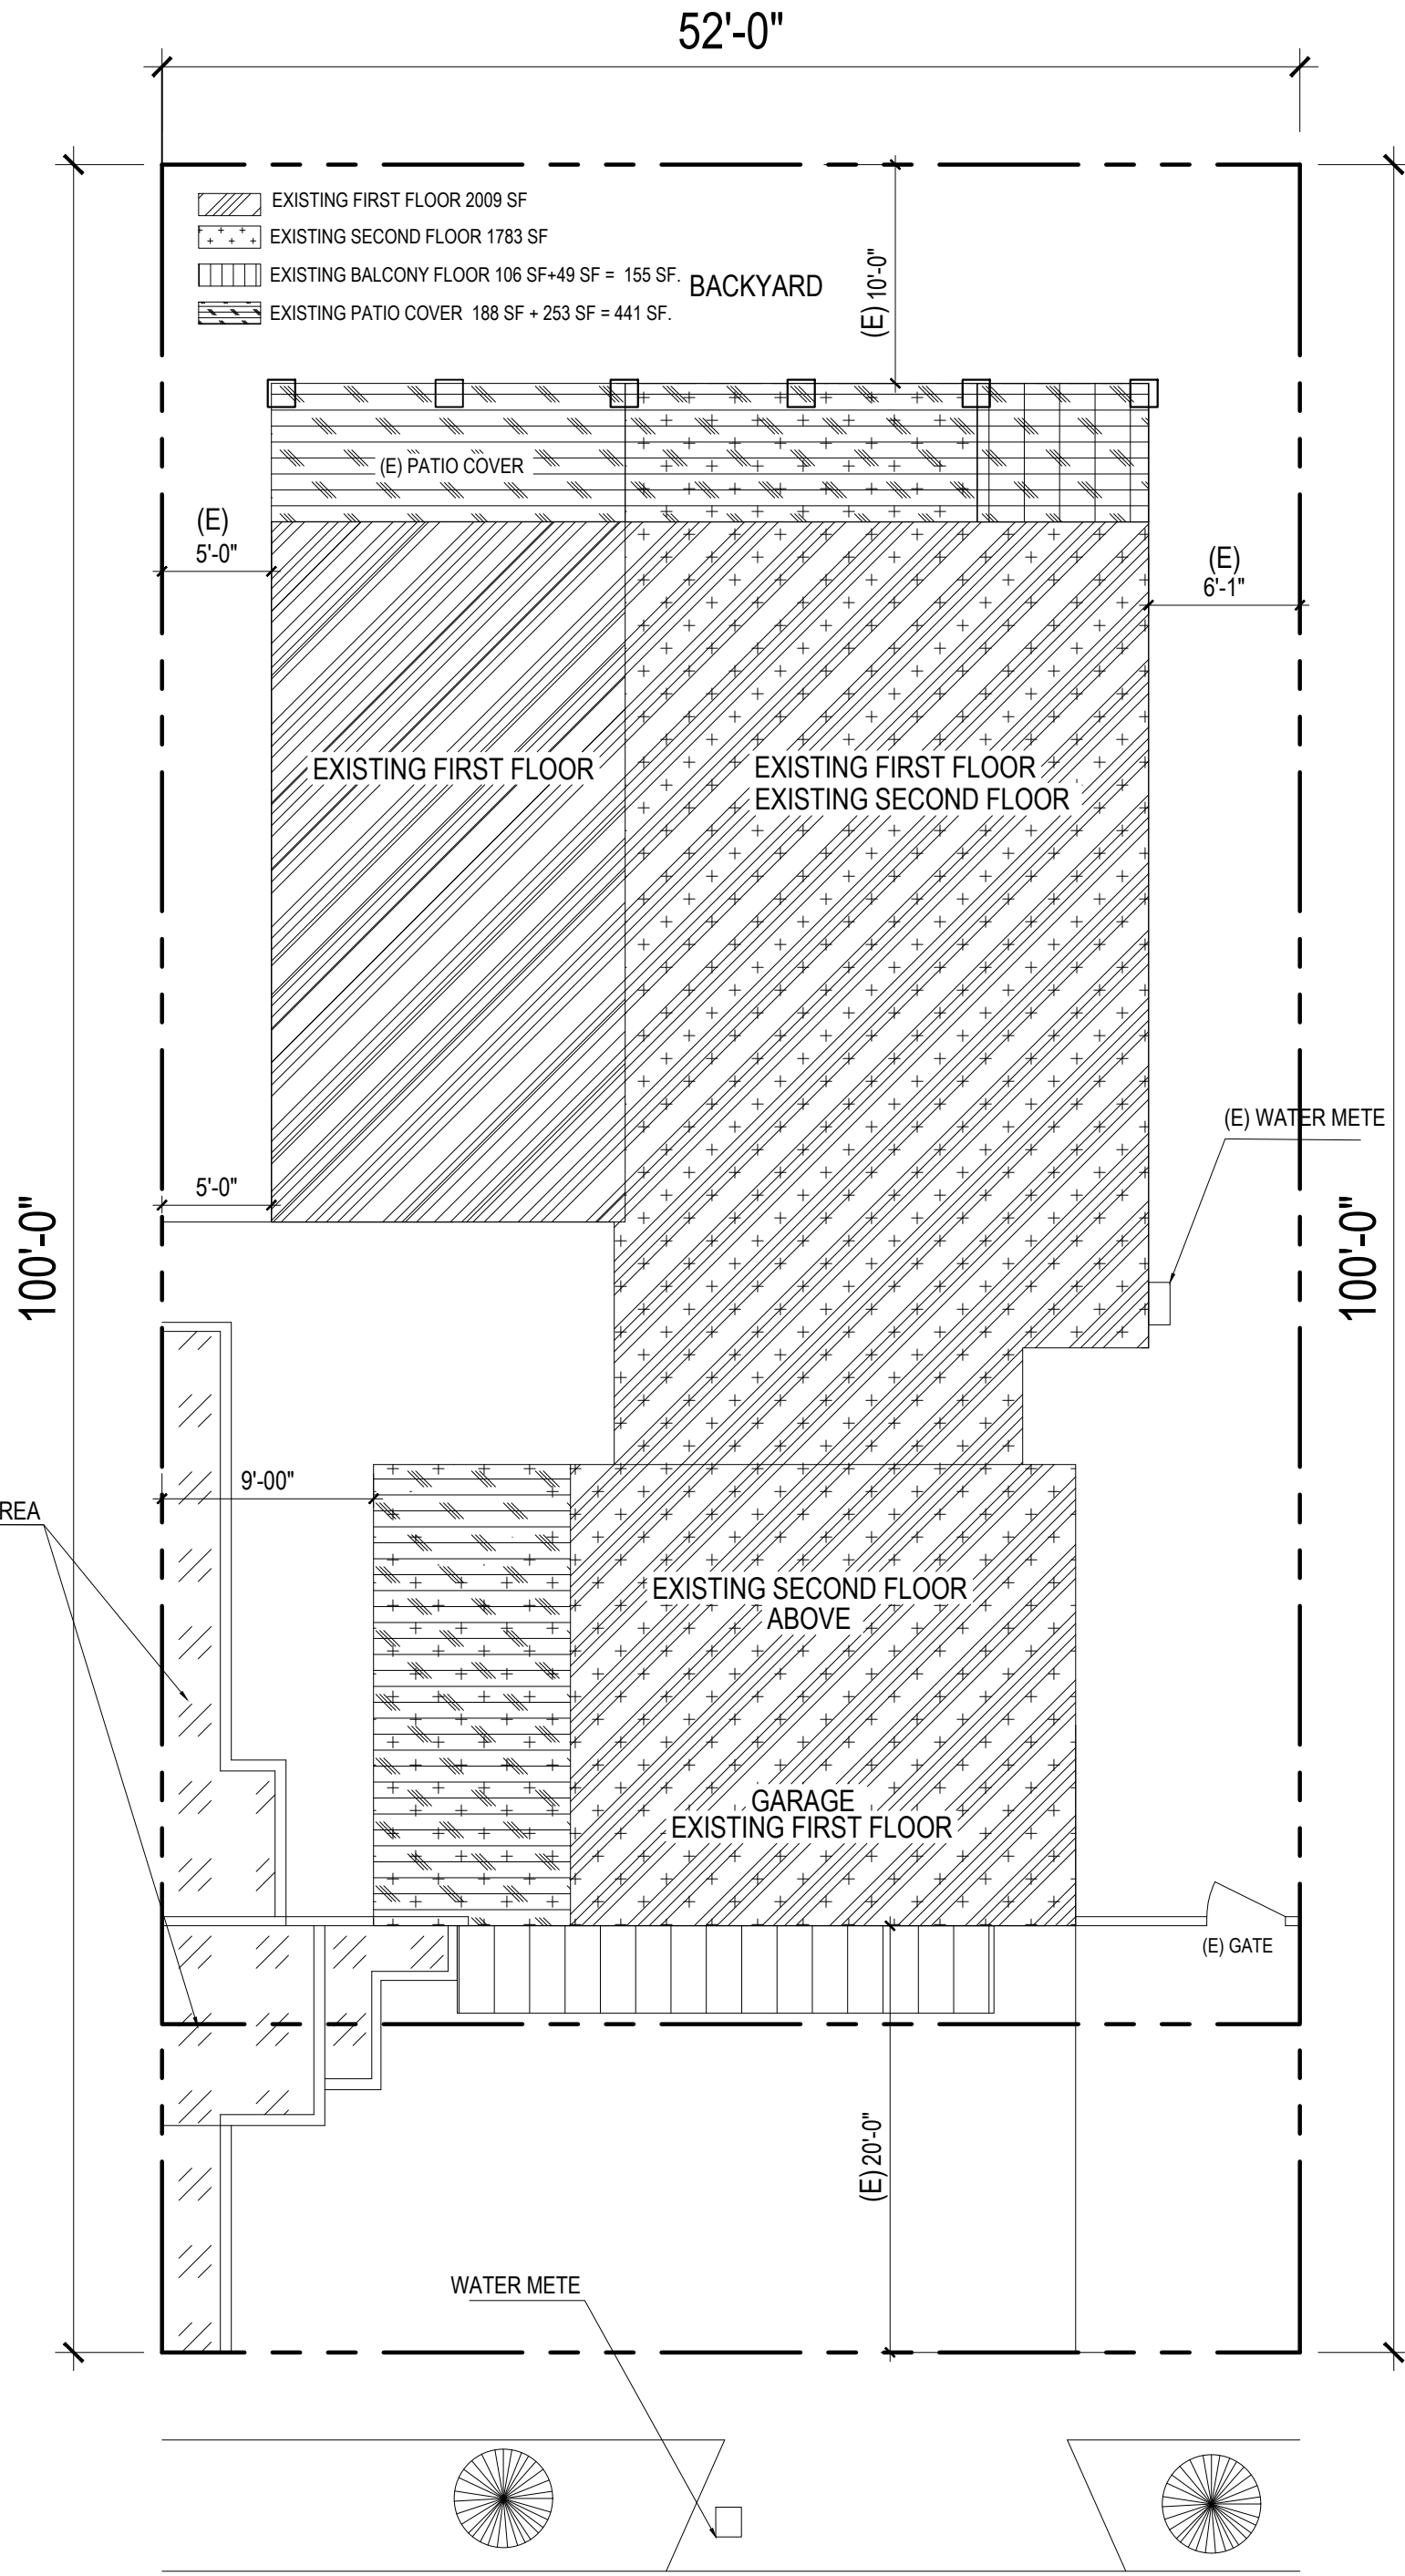 52'-0"
EXISTING FIRST FLOOR 2009 SF
EXISTING SECOND FLOOR 1783 SF
EXISTING BALCONY FLOOR 106 SF+49 SF = 155 SF.
EXISTING PATIO COVER 188 SF + 253 SF = 441 SF.
BACKYARD
(E) 10'-0"
(E) PATIO COVER
(E)
5'-0"
(E)
6'-1"
EXISTING FIRST FLOOR
EXISTING FIRST FLOOR
EXISTING SECOND FLOOR
(E) WATER METE
5'-0"
100'-0"
100'-0"
9'-00"
REA
EXISTING SECOND FLOOR
ABOVE
GARAGE
EXISTING FIRST FLOOR
(E) GATE
(E) 20'-0"
WATER METE